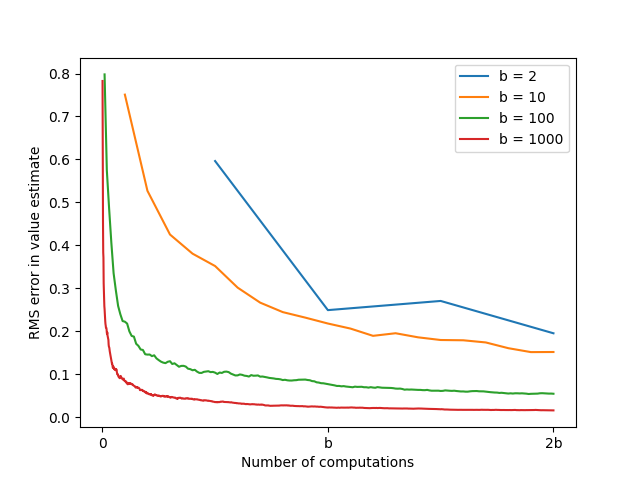 0.8
0.7
0.6
0.5
0.4
0.3
0.2
0.1
0.0
RMS error in value estimate
b = 2
b = 10
b = 100
b = 1000
0
b
2b
Number of computations